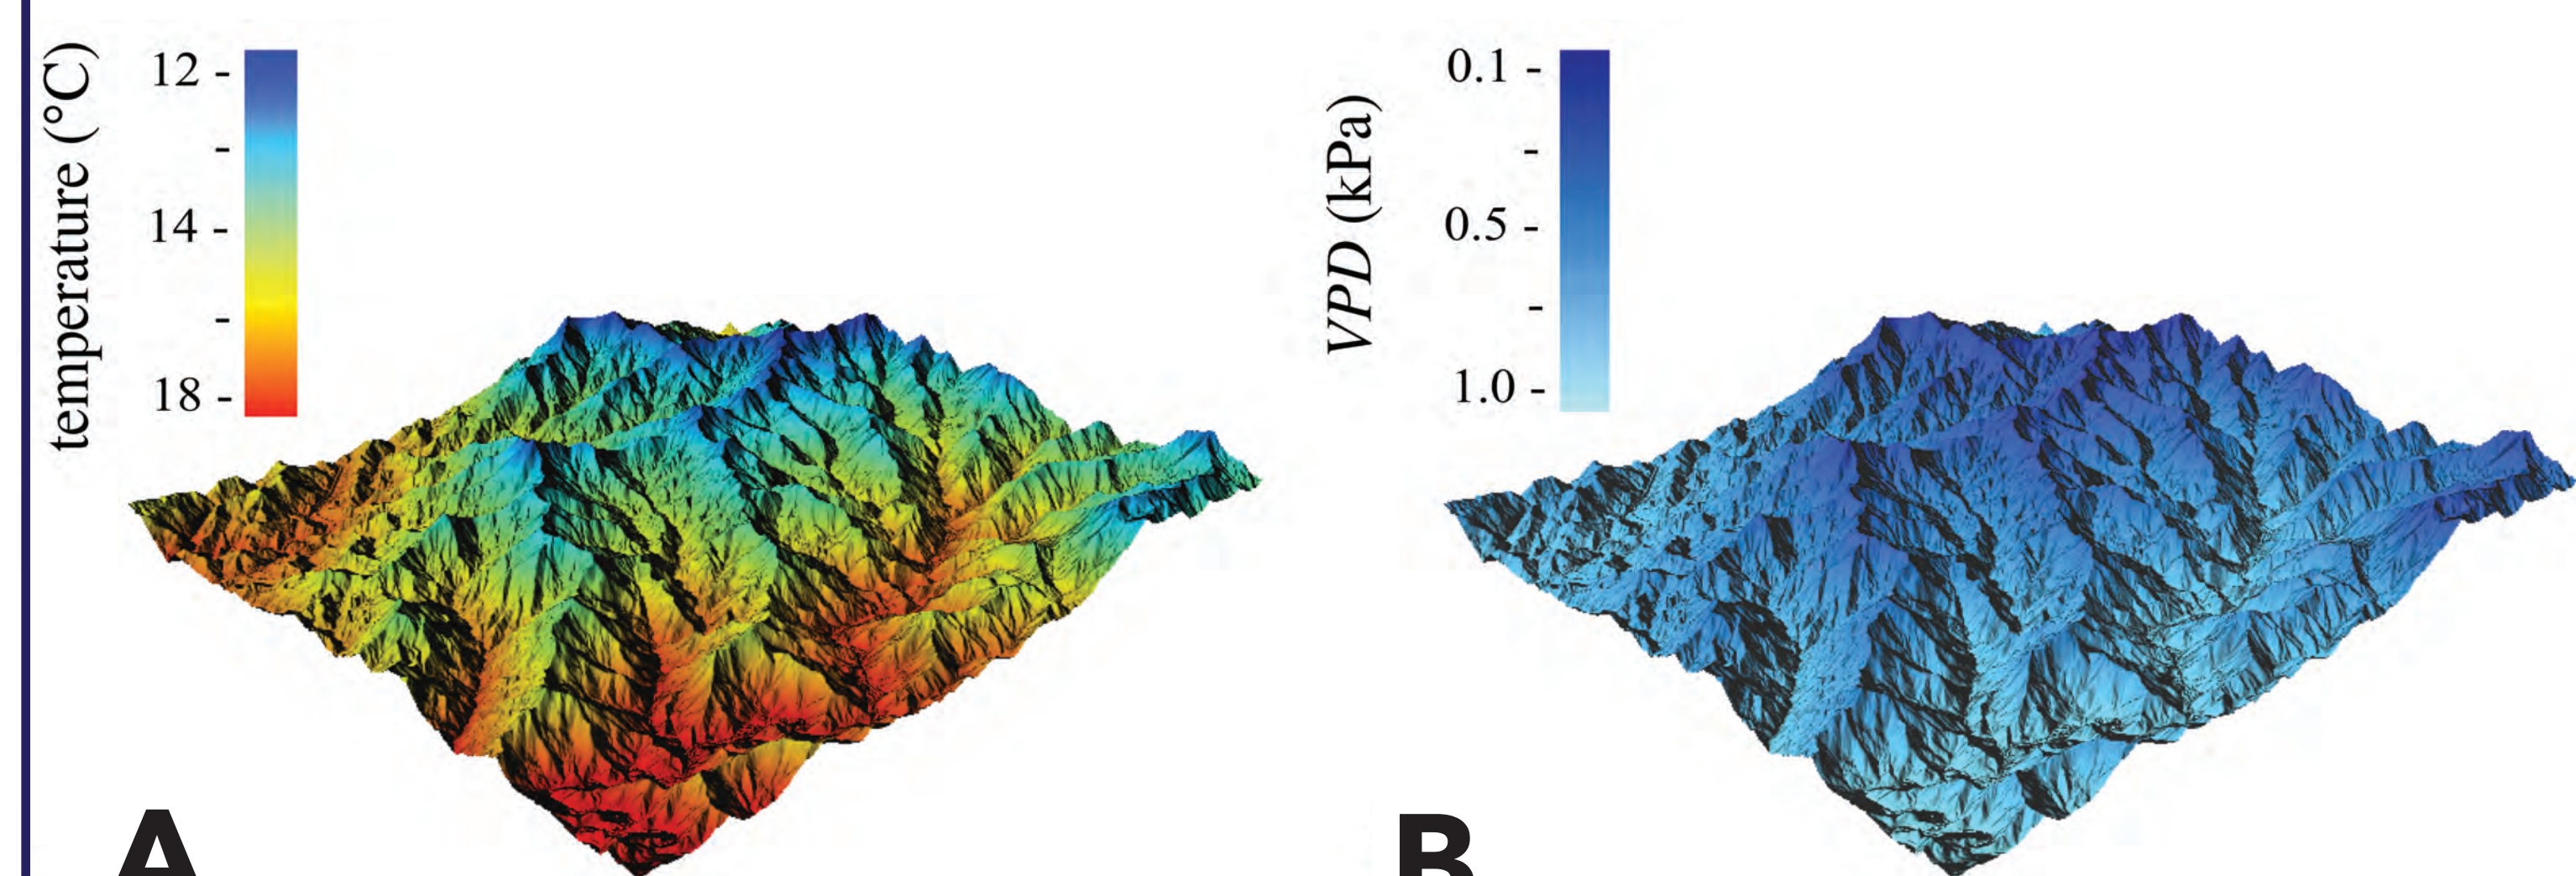 temperature (°C)
12 -
-
14 -
-
18 -
A
VPD (kPa)
0.1 -
-
0.5 -
-
1.0 -
B